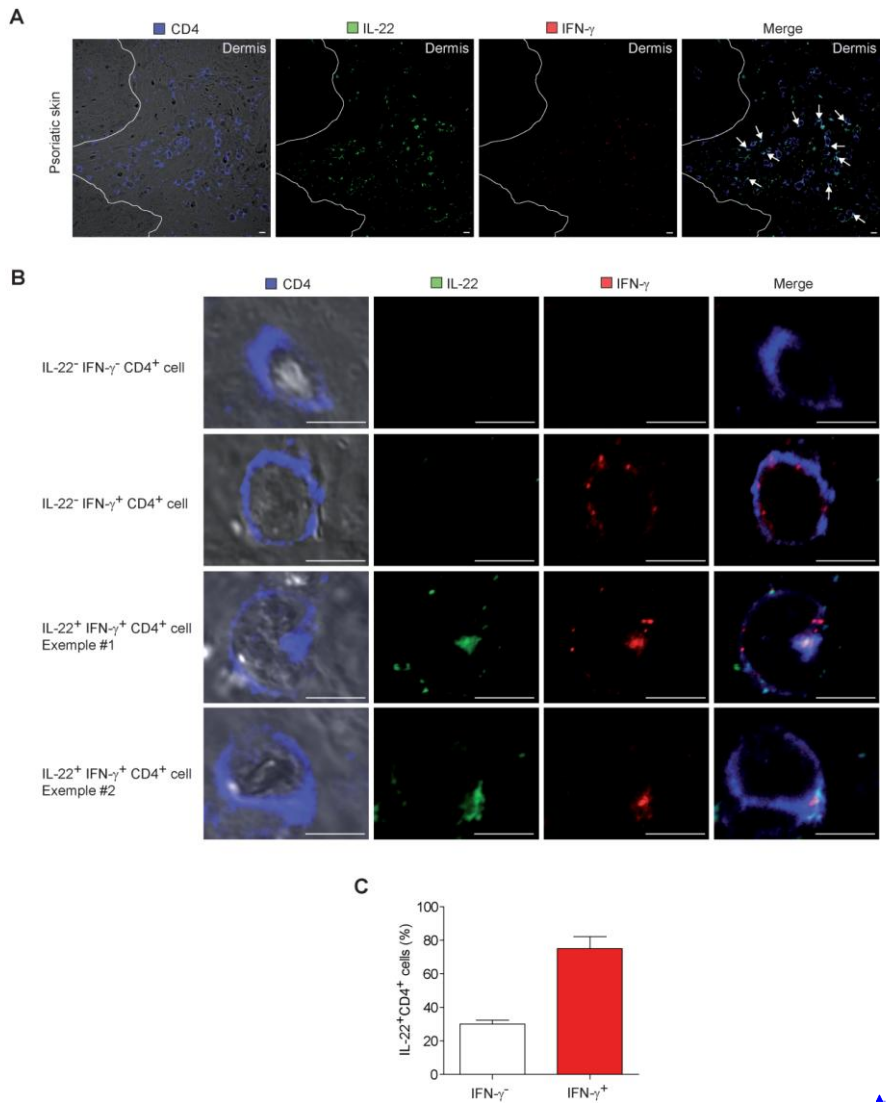 A
CD4 IL-22 IFN-γ Merge
Psoriatic skin
Dermis Dermis Dermis Dermis
B
CD4 IL-22 IFN-γ Merge
IL-22⁻ IFN-γ⁻ CD4⁺ cell
IL-22⁻ IFN-γ⁺ CD4⁺ cell
IL-22⁺ IFN-γ⁺ CD4⁺ cell
Exemple #1
IL-22⁺ IFN-γ⁺ CD4⁺ cell
Exemple #2
C
IL-22⁺CD4⁺ cells (%)
100
80
60
40
20
0
IFN-γ⁻ IFN-γ⁺